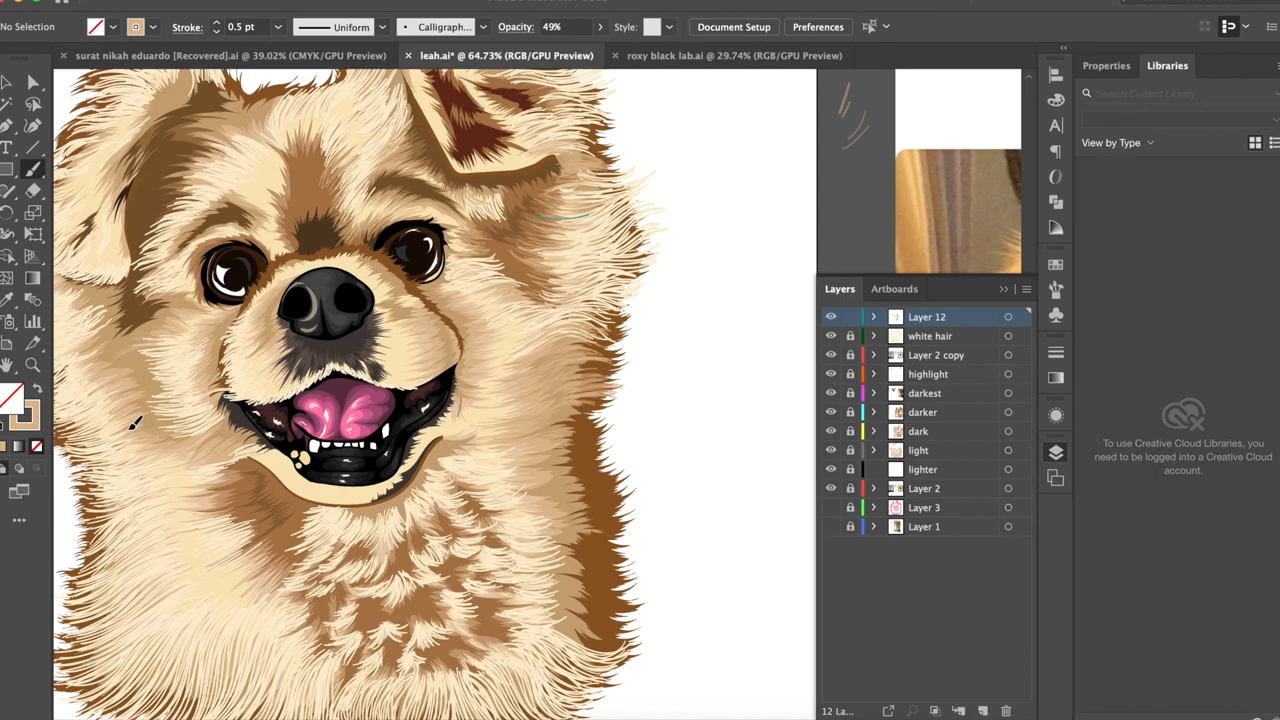 No Selection
Stroke:
0.5 pt
Uniform
Calligraph...
Opacity:
49%
Style:
Document Setup
Preferences
surat nikah eduardo [Recovered].ai @ 39.02% (CMYK/GPU Preview)
leah.ai* @ 64.73% (RGB/GPU Preview)
roxy black lab.ai @ 29.74% (RGB/GPU Preview)
Properties
Libraries
Search Current Library
View by Type
Layers
Artboards
Layer 12
white hair
Layer 2 copy
highlight
darkest
darker
dark
light
lighter
Layer 2
Layer 3
Layer 1
12 La...
To use Creative Cloud Libraries, you
need to be logged into a Creative Cloud
account.